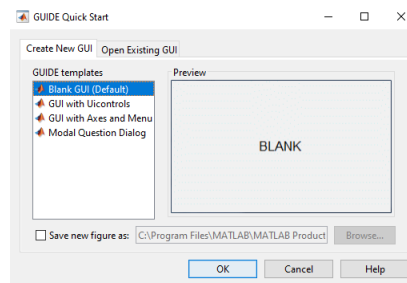 GUIDE Quick Start
Create New GUI Open Existing GUI
GUIDE templates
Preview
Blank GUI (Default)
GUI with Uicontrols
GUI with Axes and Menu
Modal Question Dialog
BLANK
Save new figure as: C:\Program Files\MATLAB\MATLAB Product Browse...
OK Cancel Help